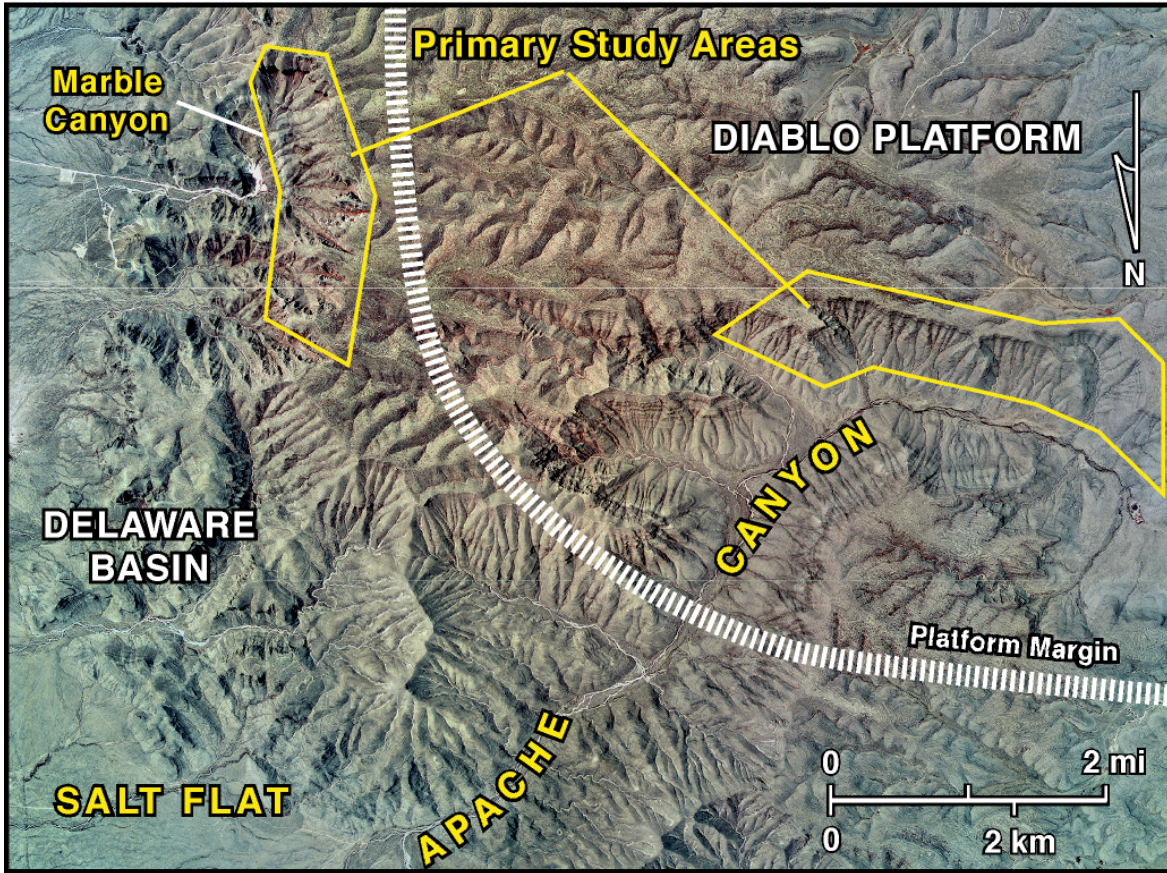 Primary Study Areas
Marble
Canyon
DIABLO PLATFORM
N
CANYON
DELAWARE
BASIN
Platform Margin
APACHE
SALT FLAT
0
2 mi
0
2 km